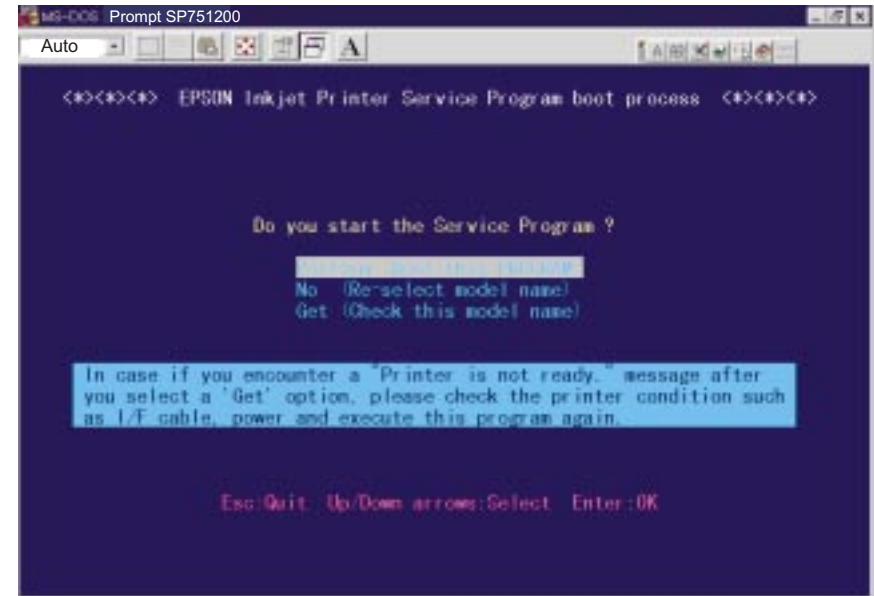 MS-DOS Prompt SP751200
Auto A
<*><*><*> EPSON Inkjet Printer Service Program boot process <*><*><*>
Do you start the Service Program ?
No (Re-select model name)
Get (Check this model name)
In case if you encounter a "Printer is not ready." message after
you select a 'Get' option, please check the printer condition such
as I/F cable, power and execute this program again.
Esc:Quit Up/Down arrows:Select Enter:OK